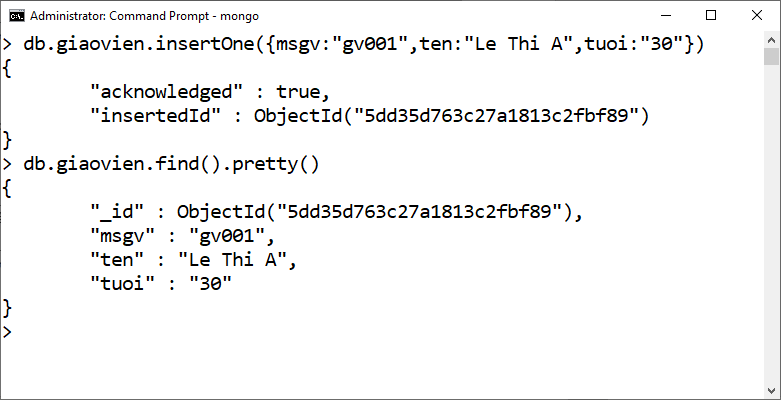 Administrator: Command Prompt - mongo
> db.giaovien.insertOne({msgv:"gv001",ten:"Le Thi A",tuoi:"30"})
{
        "acknowledged" : true,
        "insertedId" : ObjectId("5dd35d763c27a1813c2fbf89")
}
> db.giaovien.find().pretty()
{
        "_id" : ObjectId("5dd35d763c27a1813c2fbf89"),
        "msgv" : "gv001",
        "ten" : "Le Thi A",
        "tuoi" : "30"
}
>